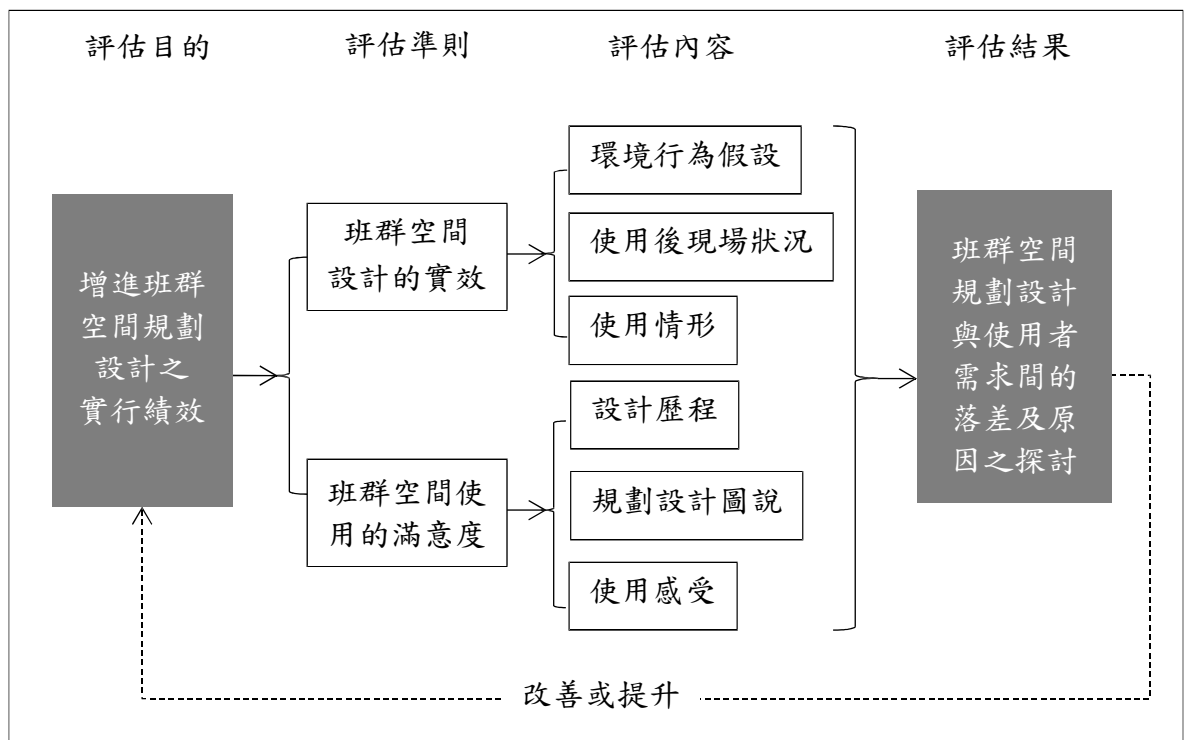 評估目的
評估準則
評估內容
評估結果
增進班群
空間規劃
設計之
實行績效
班群空間
設計的實效
班群空間使
用的滿意度
環境行為假設
使用後現場狀況
使用情形
設計歷程
規劃設計圖說
使用感受
班群空間
規劃設計
與使用者
需求間的
落差及原
因之探討
改善或提升